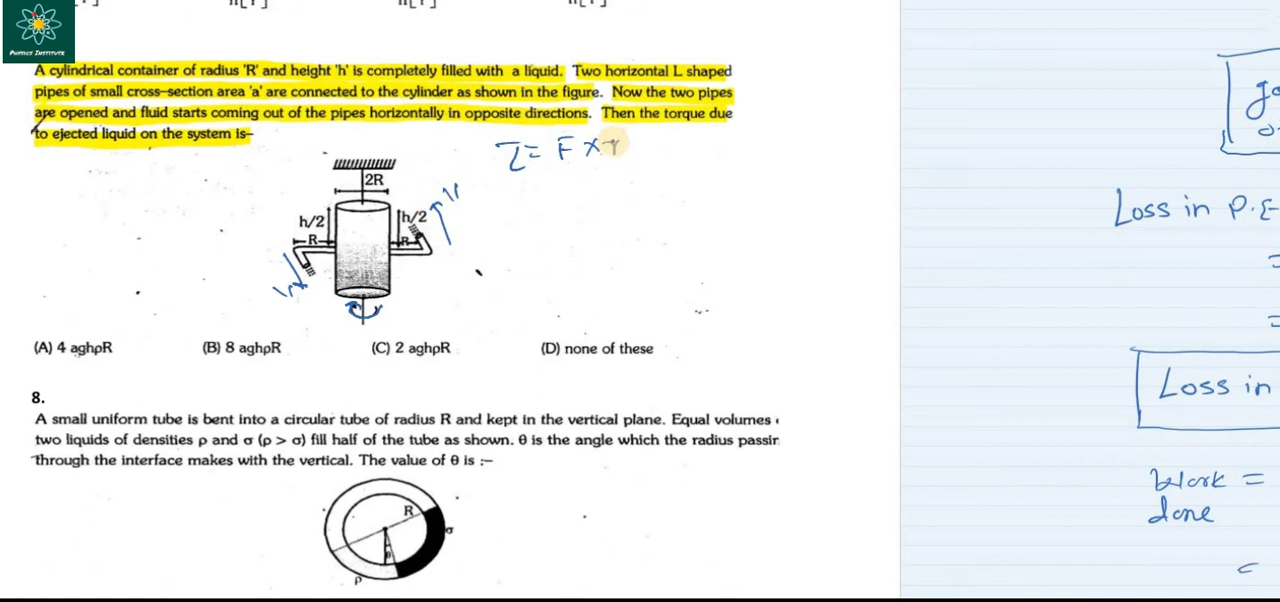 PHYSICS INSTITUTE
A cylindrical container of radius 'R' and height 'h' is completely filled with a liquid. Two horizontal L shaped
pipes of small cross-section area 'a' are connected to the cylinder as shown in the figure. Now the two pipes
are opened and fluid starts coming out of the pipes horizontally in opposite directions. Then the torque due
to ejected liquid on the system is-
τ = F × r
2R
h/2
h/2
R
R
(A) 4 aghρR
(B) 8 aghρR
(C) 2 aghρR
(D) none of these
8.
A small uniform tube is bent into a circular tube of radius R and kept in the vertical plane. Equal volumes
two liquids of densities ρ and σ (ρ > σ) fill half of the tube as shown. θ is the angle which the radius passin
through the interface makes with the vertical. The value of θ is :-
R
σ
θ
ρ
Loss in P.E
=
=
Loss in
Work =
done